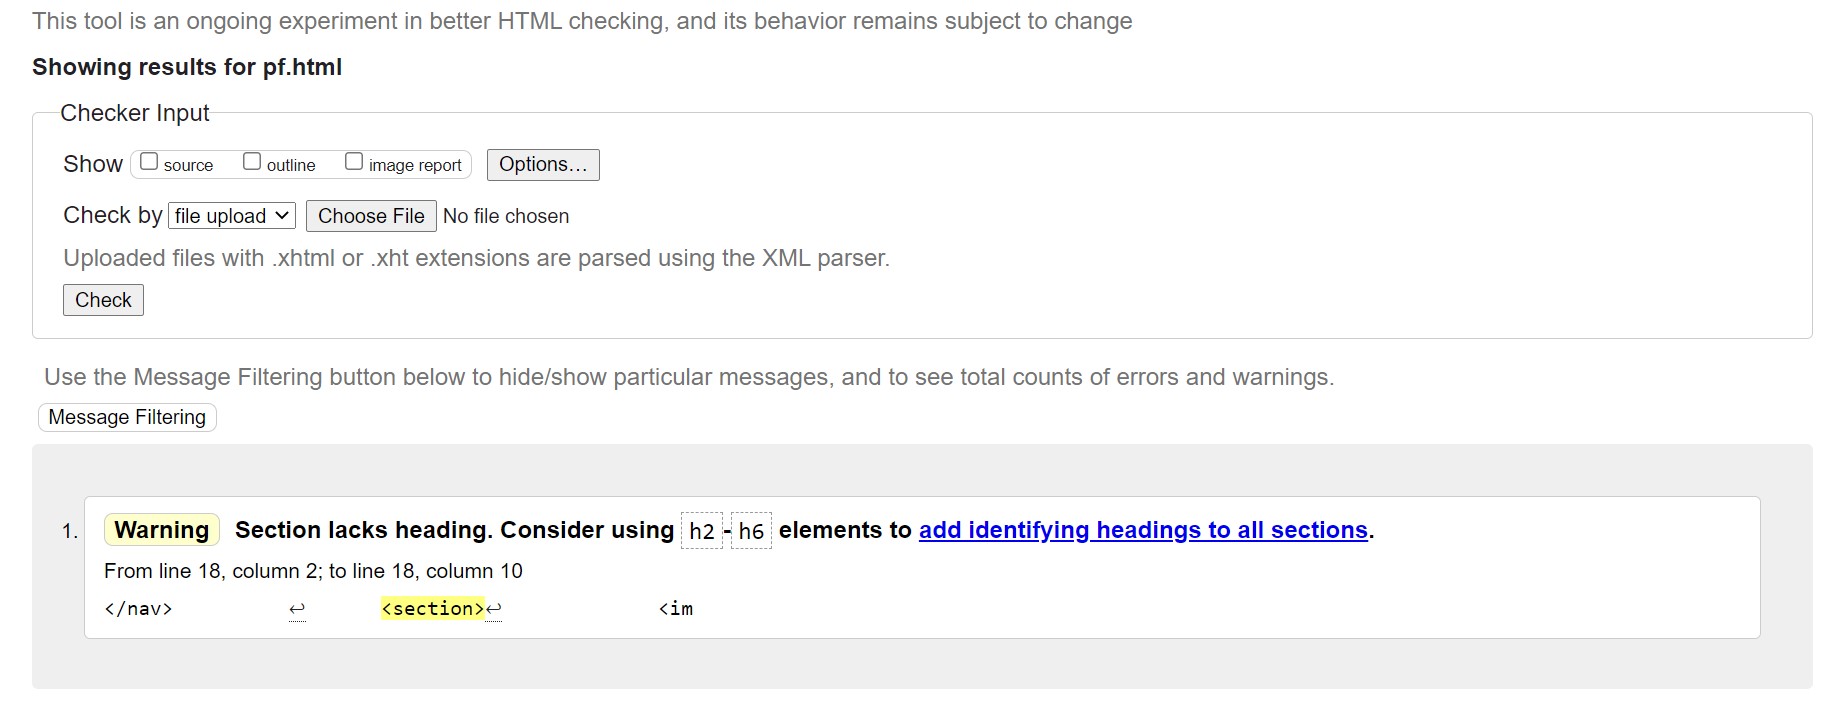 This tool is an ongoing experiment in better HTML checking, and its behavior remains subject to change
Showing results for pf.html
Checker Input
Show source outline image report Options...
Check by file upload Choose File No file chosen
Uploaded files with .xhtml or .xht extensions are parsed using the XML parser.
Check
Use the Message Filtering button below to hide/show particular messages, and to see total counts of errors and warnings.
Message Filtering
1. Warning Section lacks heading. Consider using h2-h6 elements to add identifying headings to all sections.
From line 18, column 2; to line 18, column 10
</nav> ↩ <section>↩ <im